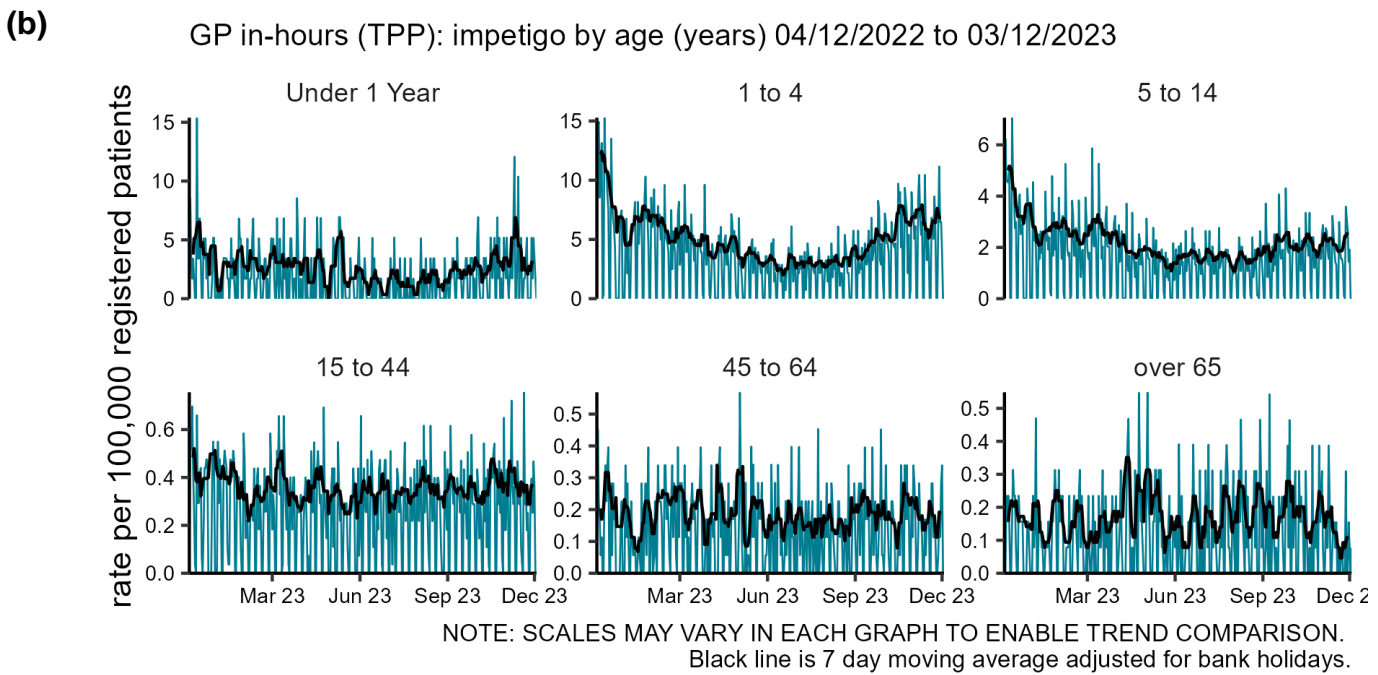 (b)
GP in-hours (TPP): impetigo by age (years) 04/12/2022 to 03/12/2023
rate per 100,000 registered patients
Under 1 Year
15
10
5
0
1 to 4
15
10
5
0
5 to 14
6
4
2
0
15 to 44
0.6
0.4
0.2
0.0
Mar 23 Jun 23 Sep 23 Dec 23
45 to 64
0.5
0.4
0.3
0.2
0.1
0.0
Mar 23 Jun 23 Sep 23 Dec 23
over 65
0.5
0.4
0.3
0.2
0.1
0.0
Mar 23 Jun 23 Sep 23 Dec 2
NOTE: SCALES MAY VARY IN EACH GRAPH TO ENABLE TREND COMPARISON.
Black line is 7 day moving average adjusted for bank holidays.